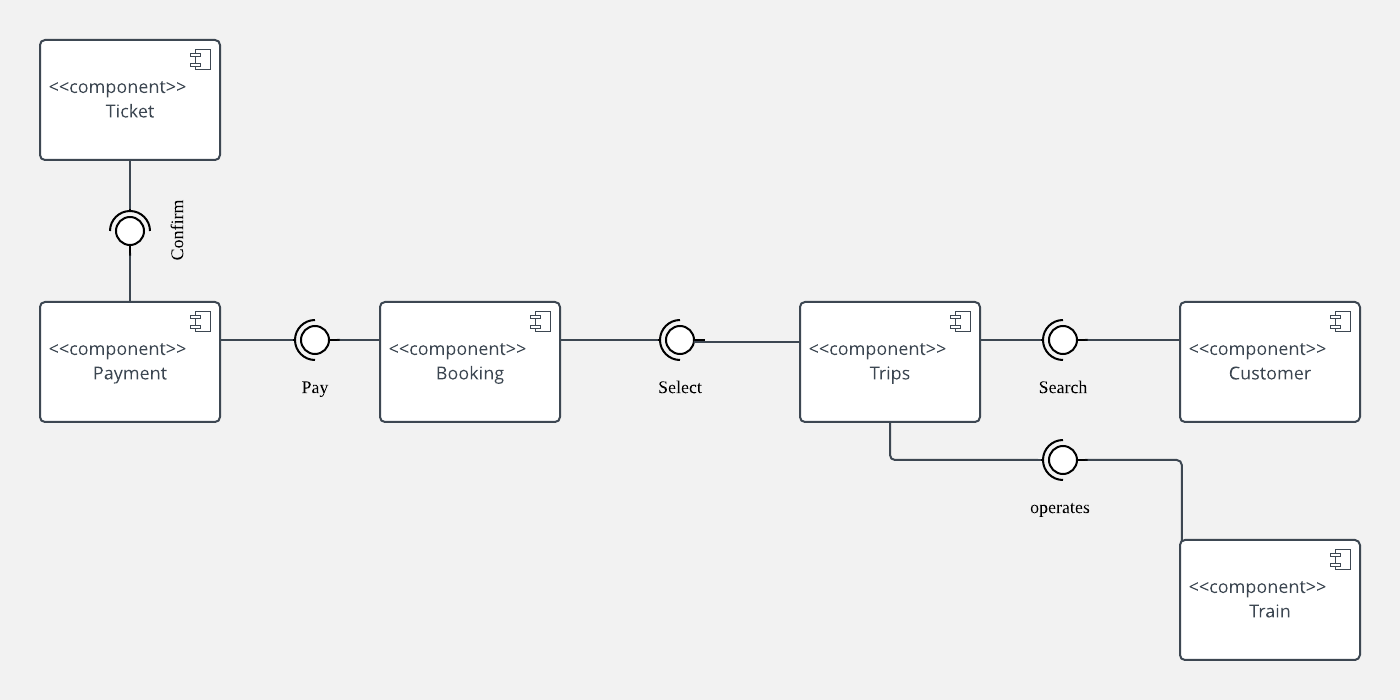 <<component>>
Ticket
Confirm
<<component>>
Payment
Pay
<<component>>
Booking
Select
<<component>>
Trips
Search
<<component>>
Customer
operates
<<component>>
Train